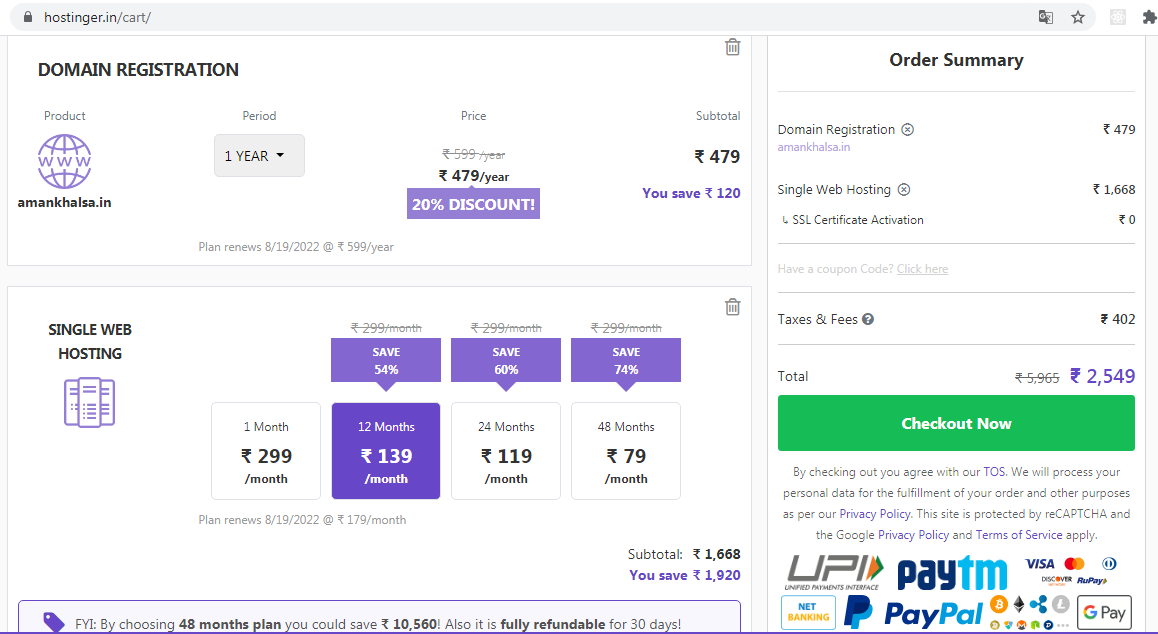 hostinger.in/cart/
DOMAIN REGISTRATION
Product Period Price Subtotal
WWW
amankhalsa.in
1 YEAR
₹ 599 /year
₹ 479/year
20% DISCOUNT!
₹ 479
You save ₹ 120
Plan renews 8/19/2022 @ ₹ 599/year
SINGLE WEB
HOSTING
₹ 299/month ₹ 299/month ₹ 299/month
SAVE SAVE SAVE
54% 60% 74%
1 Month 12 Months 24 Months 48 Months
₹ 299 ₹ 139 ₹ 119 ₹ 79
/month /month /month /month
Plan renews 8/19/2022 @ ₹ 179/month
Subtotal: ₹ 1,668
You save ₹ 1,920
FYI: By choosing 48 months plan you could save ₹ 10,560! Also it is fully refundable for 30 days!
Order Summary
Domain Registration ₹ 479
amankhalsa.in
Single Web Hosting ₹ 1,668
↳ SSL Certificate Activation ₹ 0
Have a coupon Code? Click here
Taxes & Fees ₹ 402
Total ₹ 5,965 ₹ 2,549
Checkout Now
By checking out you agree with our TOS. We will process your
personal data for the fulfillment of your order and other purposes
as per our Privacy Policy. This site is protected by reCAPTCHA and
the Google Privacy Policy and Terms of Service apply.
UPI
UNIFIED PAYMENTS INTERFACE
paytm
VISA
DISCOVER
RuPay
NET
BANKING
PayPal
G Pay